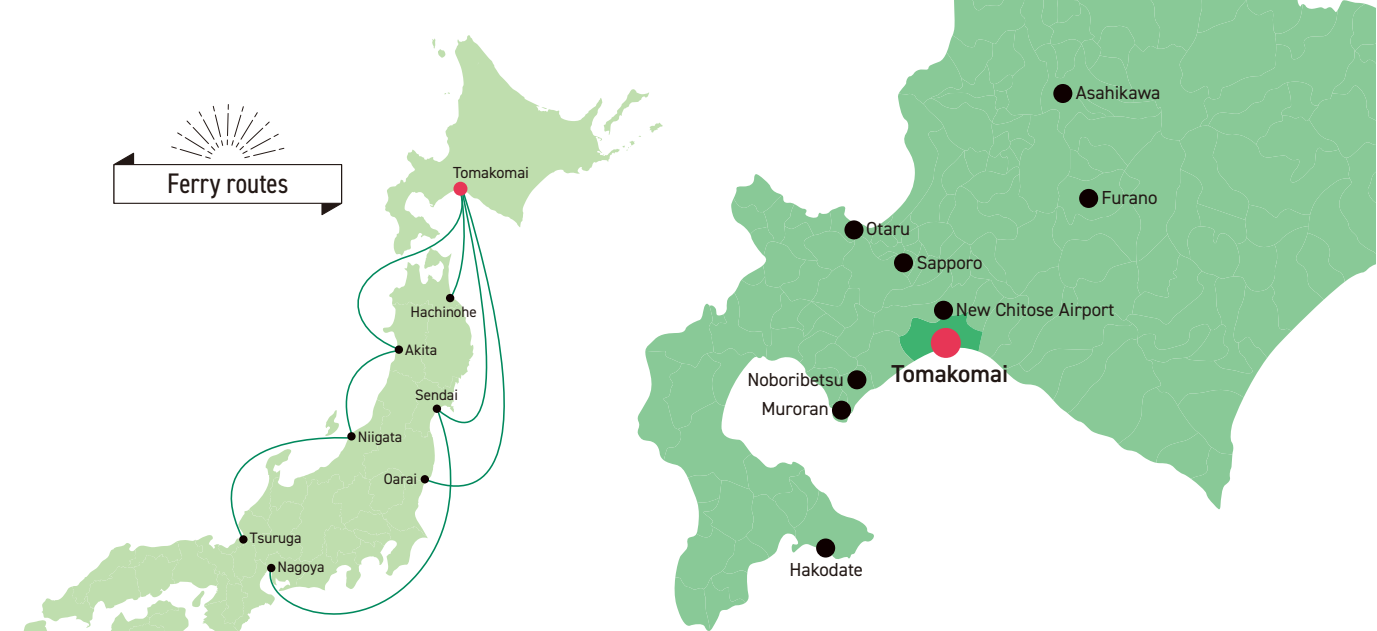 Ferry routes
Tomakomai
Hachinohe
Akita
Sendai
Niigata
Oarai
Tsuruga
Nagoya
Asahikawa
Furano
Otaru
Sapporo
New Chitose Airport
Tomakomai
Noboribetsu
Muroran
Hakodate